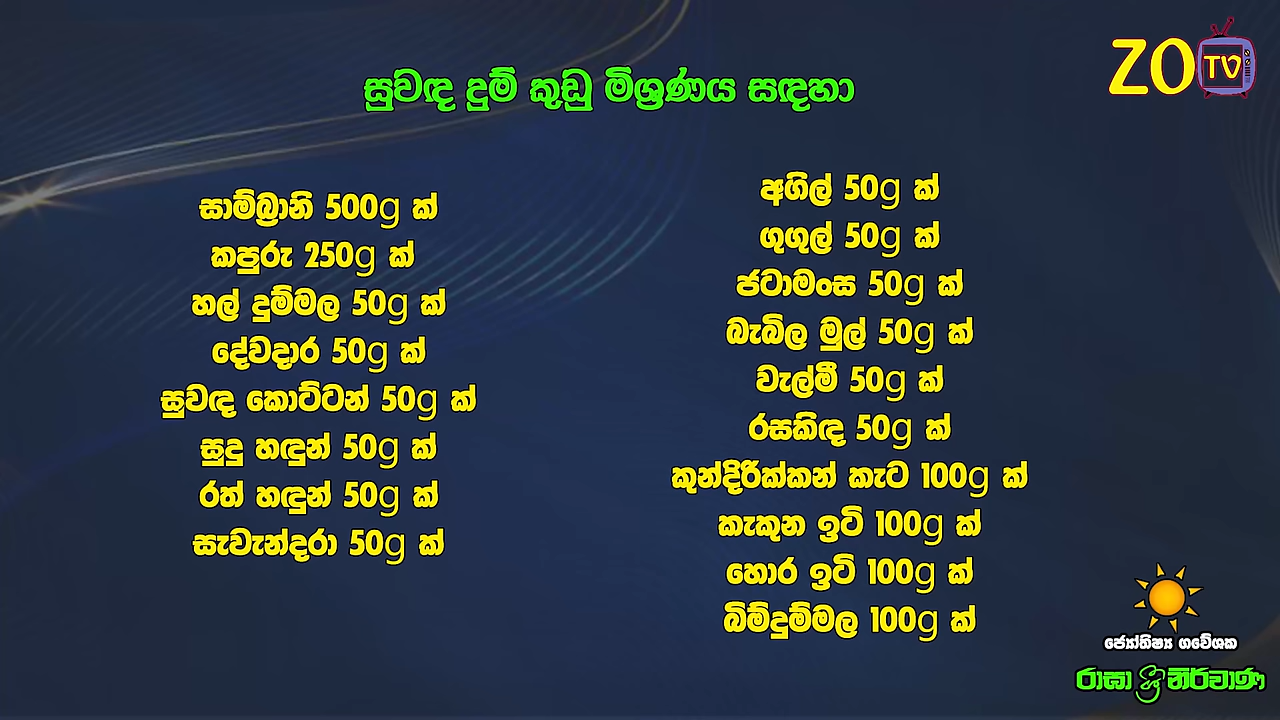 ZO TV
සුවඳ දුම් කුඩු මිශ්‍රණය සඳහා
සාම්බ්‍රානි 500g ක්
කපුරු 250g ක්
හල් දුම්මල 50g ක්
දේවදාර 50g ක්
සුවඳ කොට්ටන් 50g ක්
සුදු හඳුන් 50g ක්
රත් හඳුන් 50g ක්
සැවැන්දරා 50g ක්
අගිල් 50g ක්
ගුගුල් 50g ක්
ජටාමංස 50g ක්
බැබිල මුල් 50g ක්
වැල්මී 50g ක්
රසකිඳ 50g ක්
කුන්දිරික්කන් කැට 100g ක්
කැකුන ඉටි 100g ක්
හොර ඉටි 100g ක්
බිම්දුම්මල 100g ක්
ජ්‍යෝතිෂ්‍ය ගවේශක
රාඝා ශ්‍රී නිර්වාණ